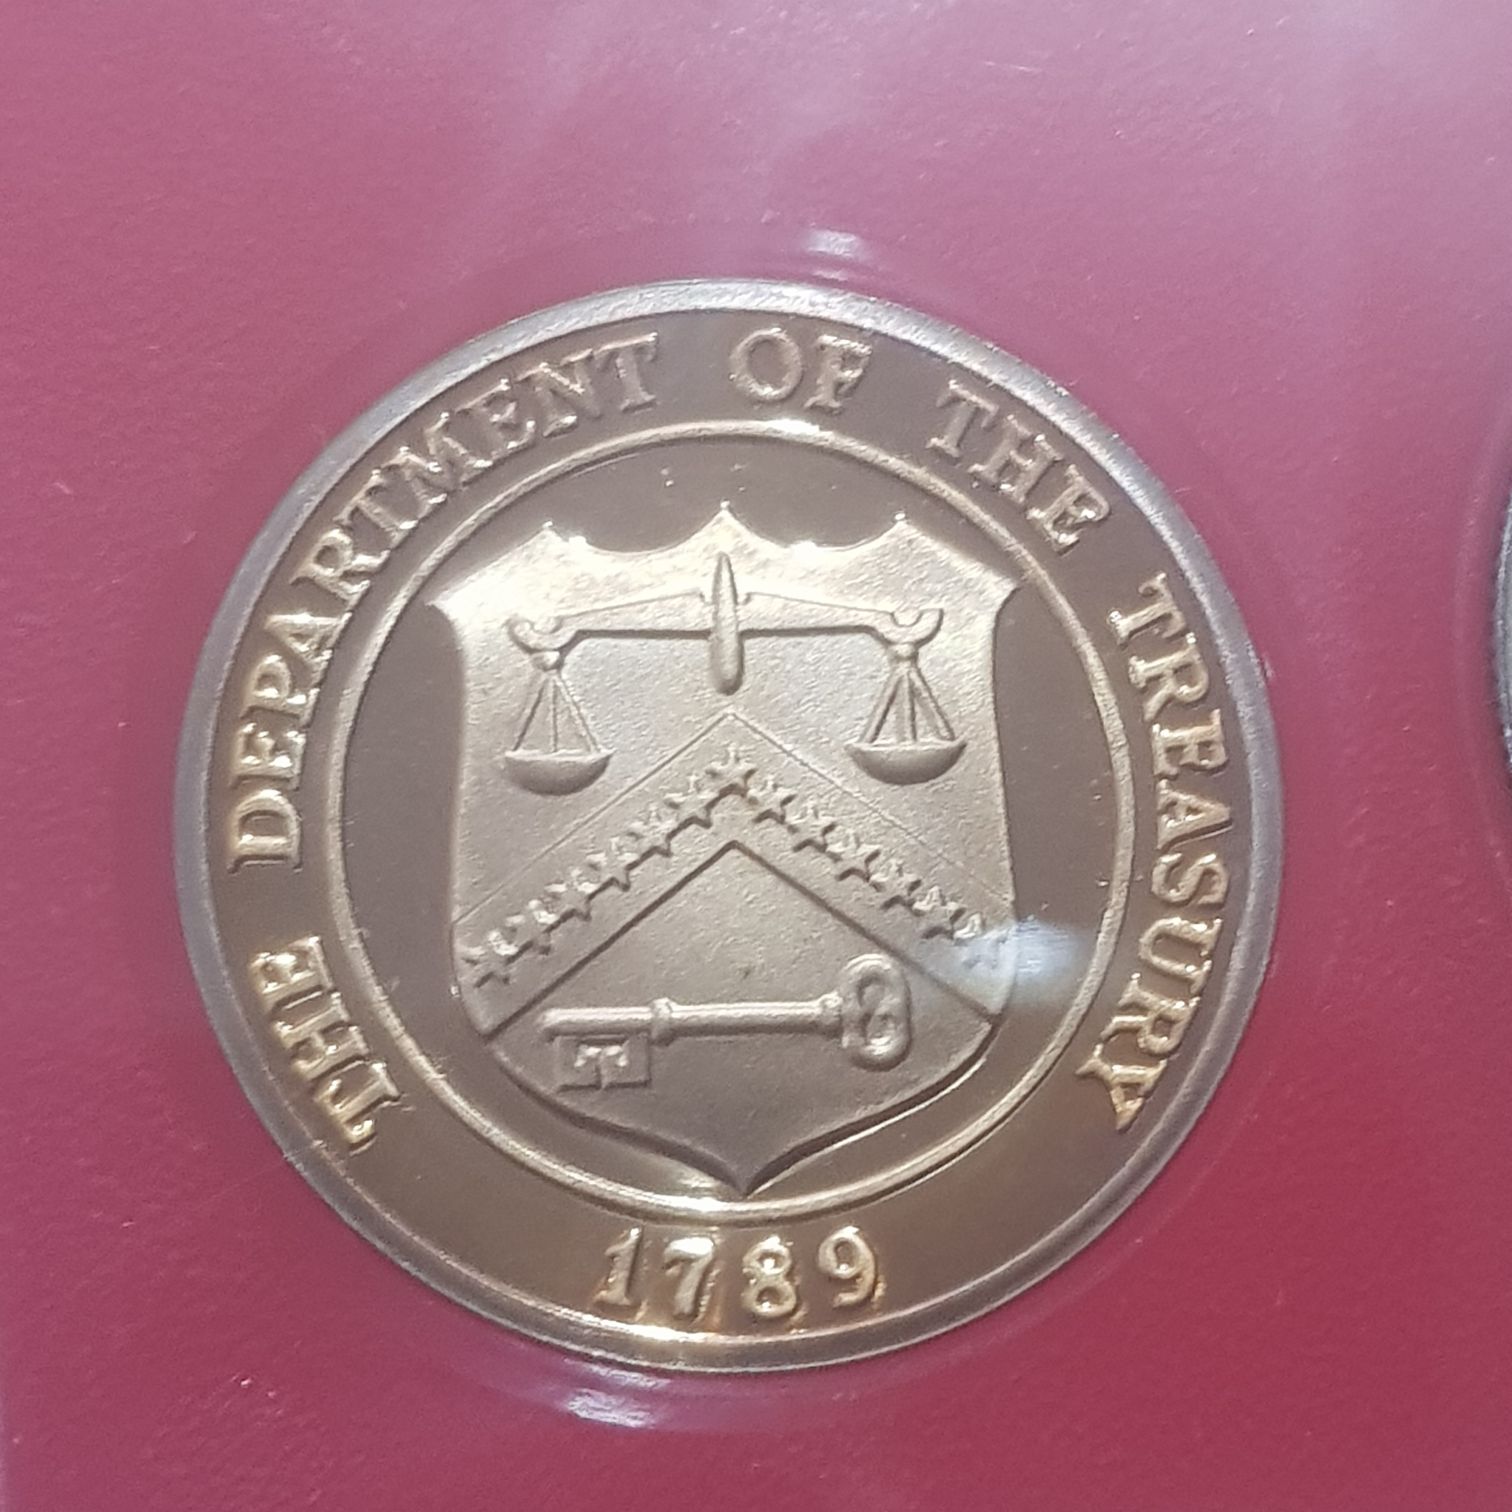 THE DEPARTMENT OF THE TREASURY
1789